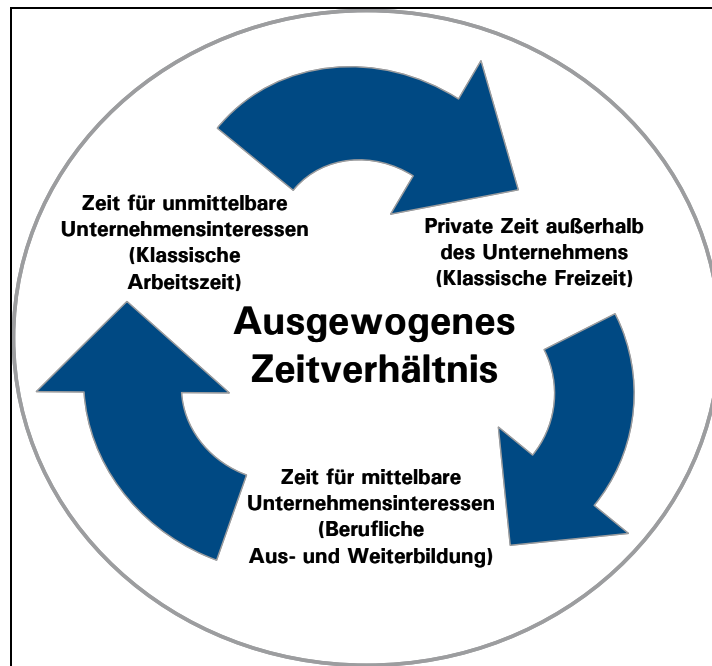 Zeit für unmittelbare
Unternehmensinteressen
(Klassische
Arbeitszeit)
Private Zeit außerhalb
des Unternehmens
(Klassische Freizeit)
Ausgewogenes
Zeitverhältnis
Zeit für mittelbare
Unternehmensinteressen
(Berufliche
Aus- und Weiterbildung)